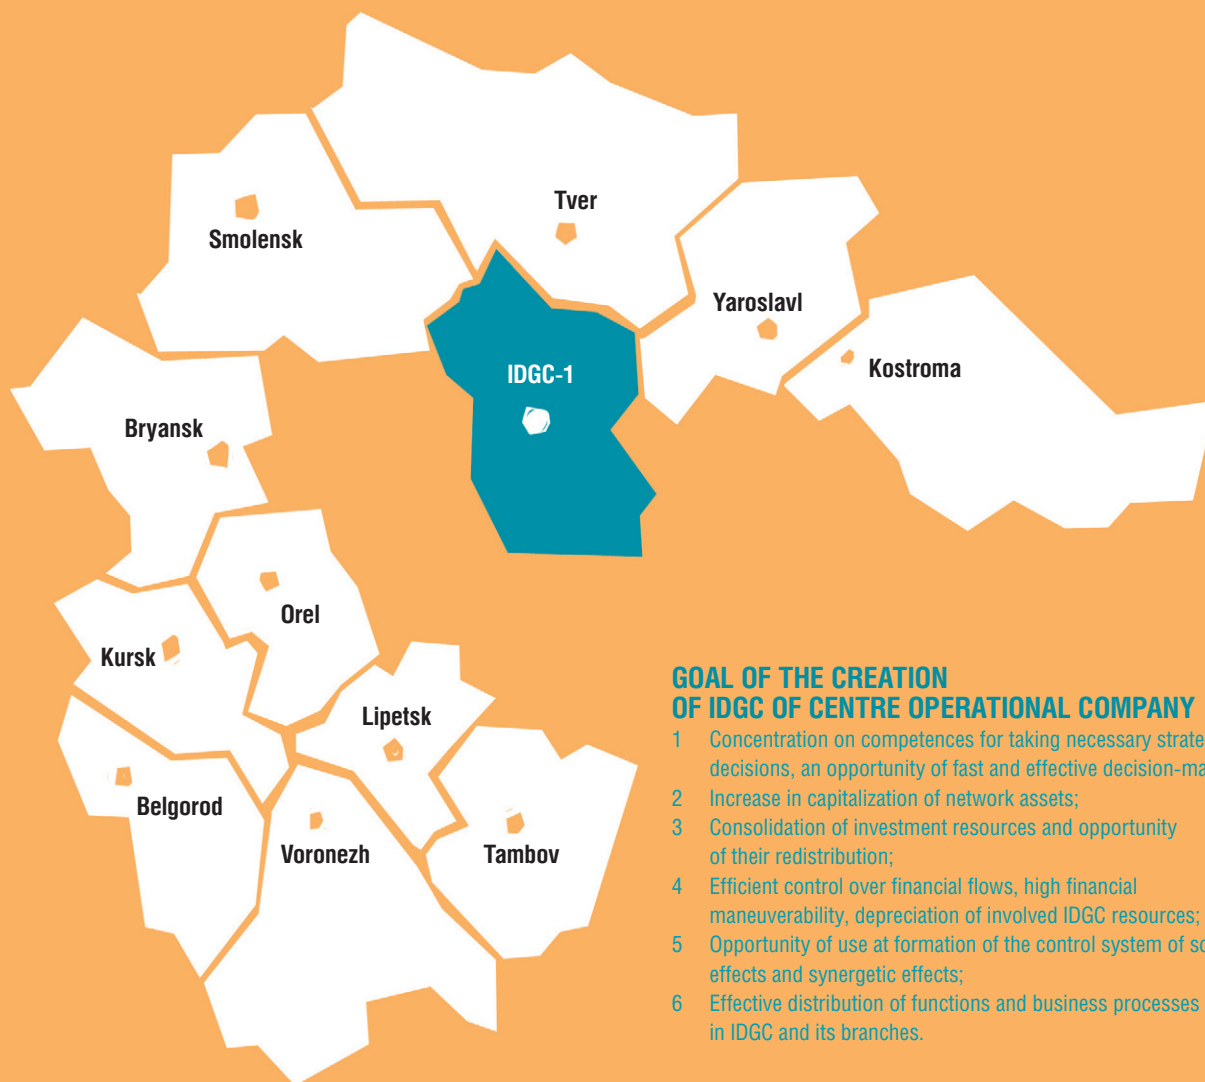 Tver
Smolensk
Yaroslavl
IDGC-1
Kostroma
Bryansk
Orel
Kursk
Lipetsk
Belgorod
Voronezh
Tambov
GOAL OF THE CREATION
OF IDGC OF CENTRE OPERATIONAL COMPANY
1 Concentration on competences for taking necessary
decisions, an opportunity of fast and effective
2 Increase in capitalization of network assets;
3 Consolidation of investment resources and opportunity
of their redistribution;
4 Efficient control over financial flows, high financial
maneuverability, depreciation of involved IDGC resources;
5 Opportunity of use at formation of the control system of
effects and synergetic effects;
6 Effective distribution of functions and business processes
in IDGC and its branches.